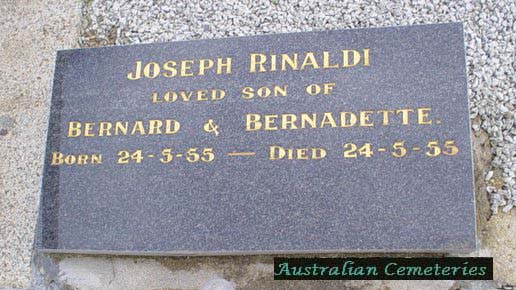 JOSEPH RINALDI
LOVED SON OF
BERNARD & BERNADETTE.
BORN 24-5-55 — DIED 24-5-55
Australian Cemeteries